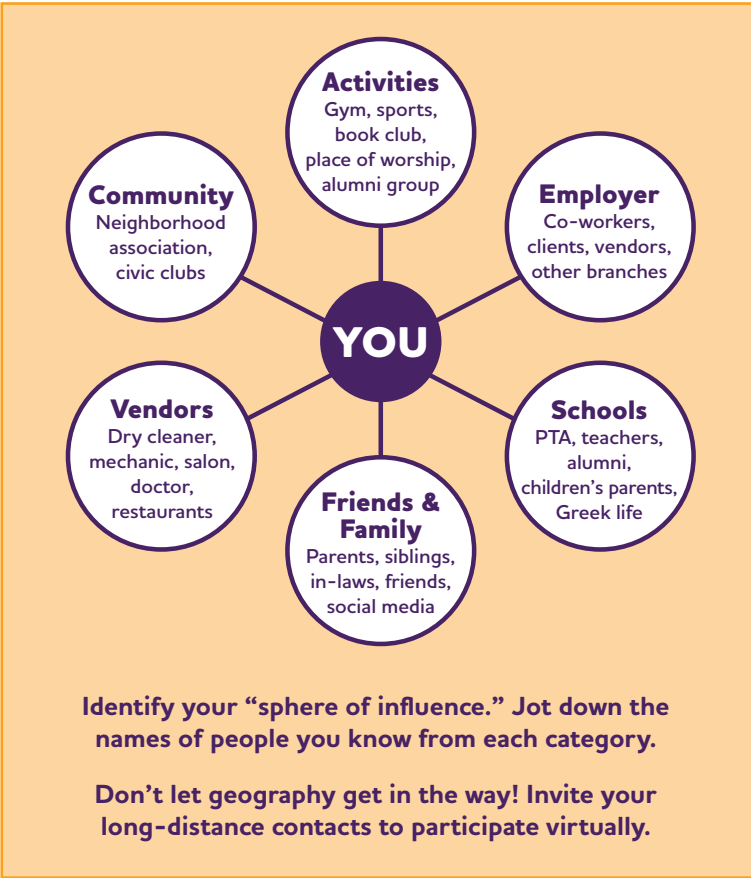 Activities
Gym, sports,
book club,
place of worship,
alumni group
Community
Neighborhood
association,
civic clubs
Employer
Co-workers,
clients, vendors,
other branches
YOU
Vendors
Dry cleaner,
mechanic, salon,
doctor,
restaurants
Schools
PTA, teachers,
alumni,
children’s parents,
Greek life
Friends &
Family
Parents, siblings,
in-laws, friends,
social media
Identify your “sphere of influence.” Jot down the
names of people you know from each category.
Don’t let geography get in the way! Invite your
long-distance contacts to participate virtually.